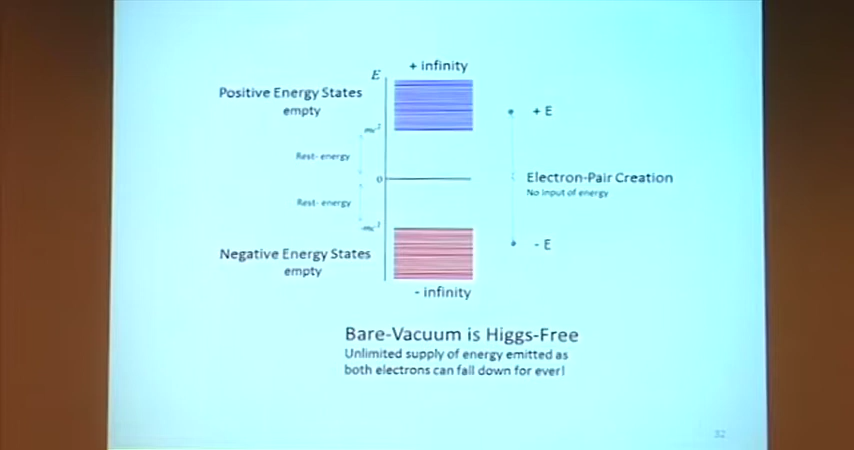 + infinity
E
Positive Energy States
empty
+ E
mc²
Rest- energy
Electron-Pair Creation
0
No input of energy
Rest- energy
-mc²
- E
Negative Energy States
empty
- infinity
Bare-Vacuum is Higgs-Free
Unlimited supply of energy emitted as
both electrons can fall down for ever!
32